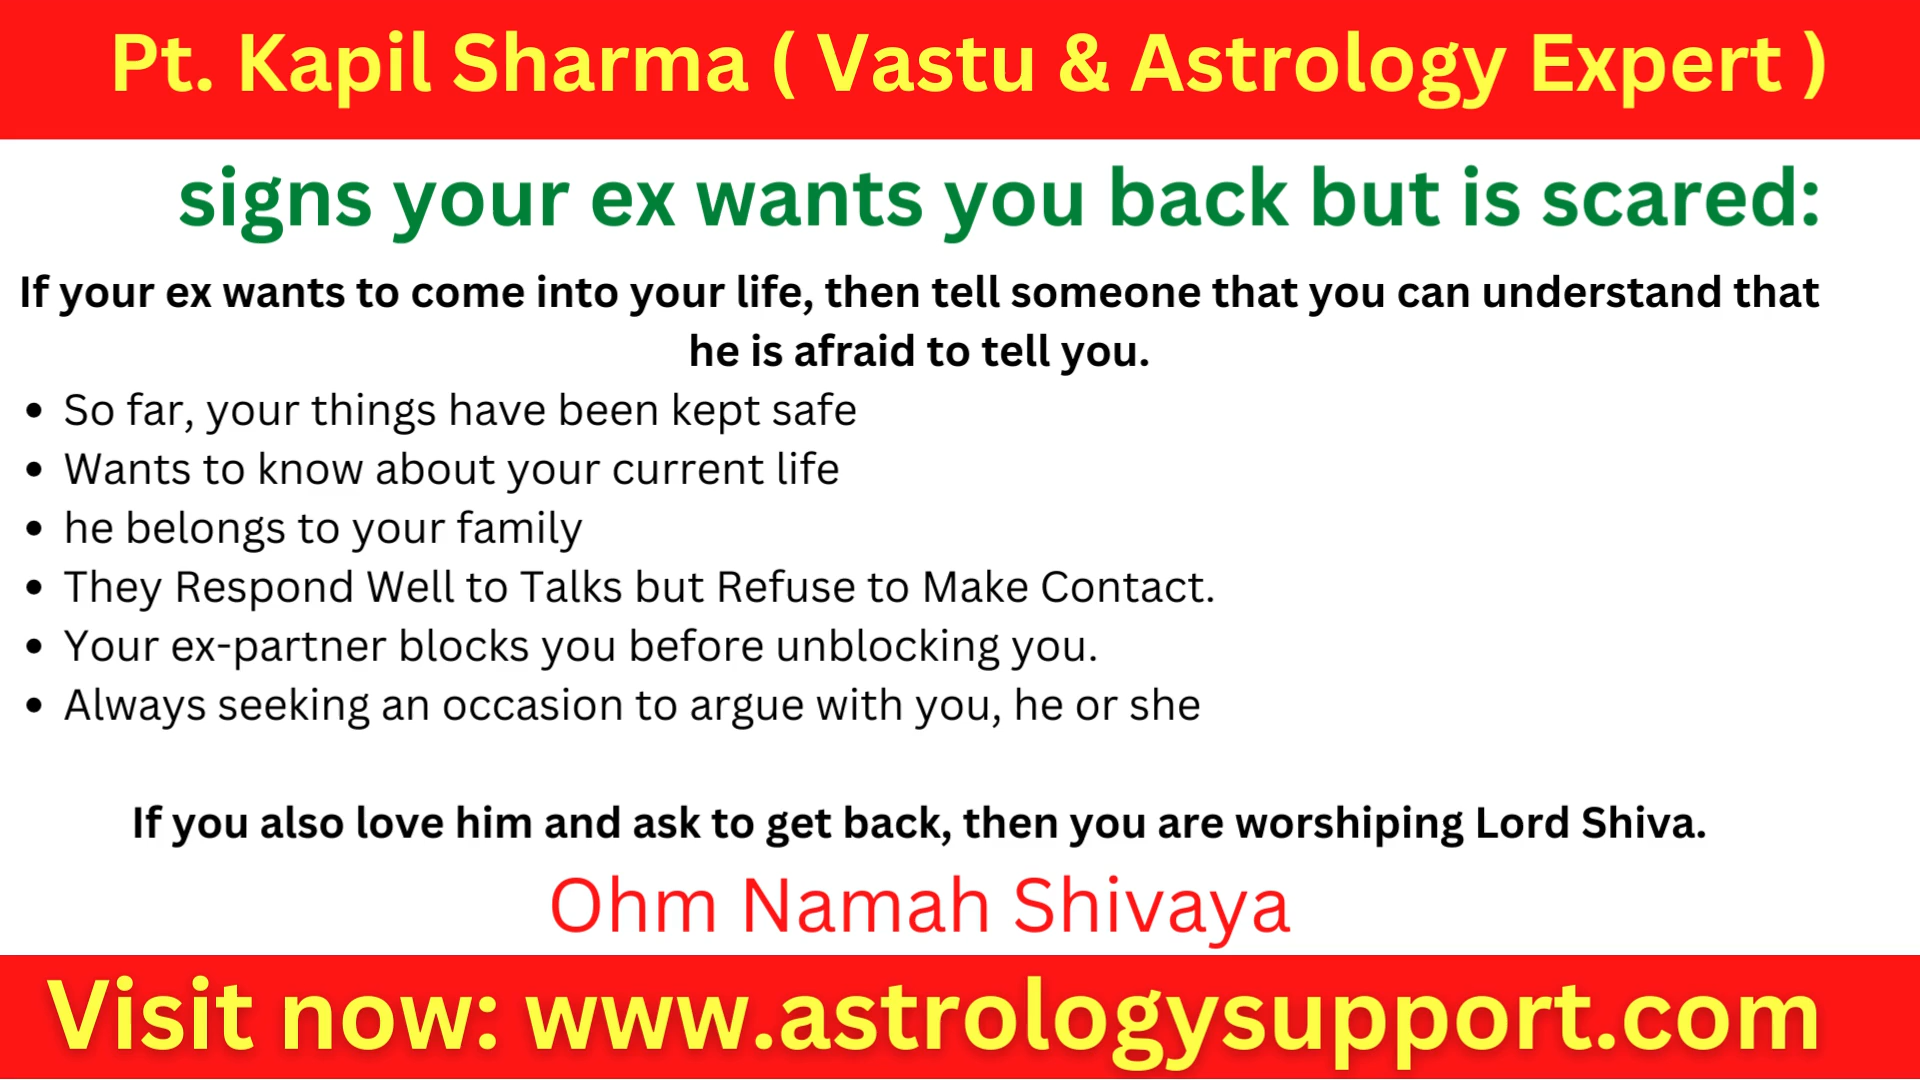 Pt. Kapil Sharma ( Vastu & Astrology Expert )
signs your ex wants you back but is scared:
If your ex wants to come into your life, then tell someone that you can understand that
he is afraid to tell you.
• So far, your things have been kept safe
• Wants to know about your current life
• he belongs to your family
• They Respond Well to Talks but Refuse to Make Contact.
• Your ex-partner blocks you before unblocking you.
• Always seeking an occasion to argue with you, he or she
If you also love him and ask to get back, then you are worshiping Lord Shiva.
Ohm Namah Shivaya
Visit now: www.astrologysupport.com